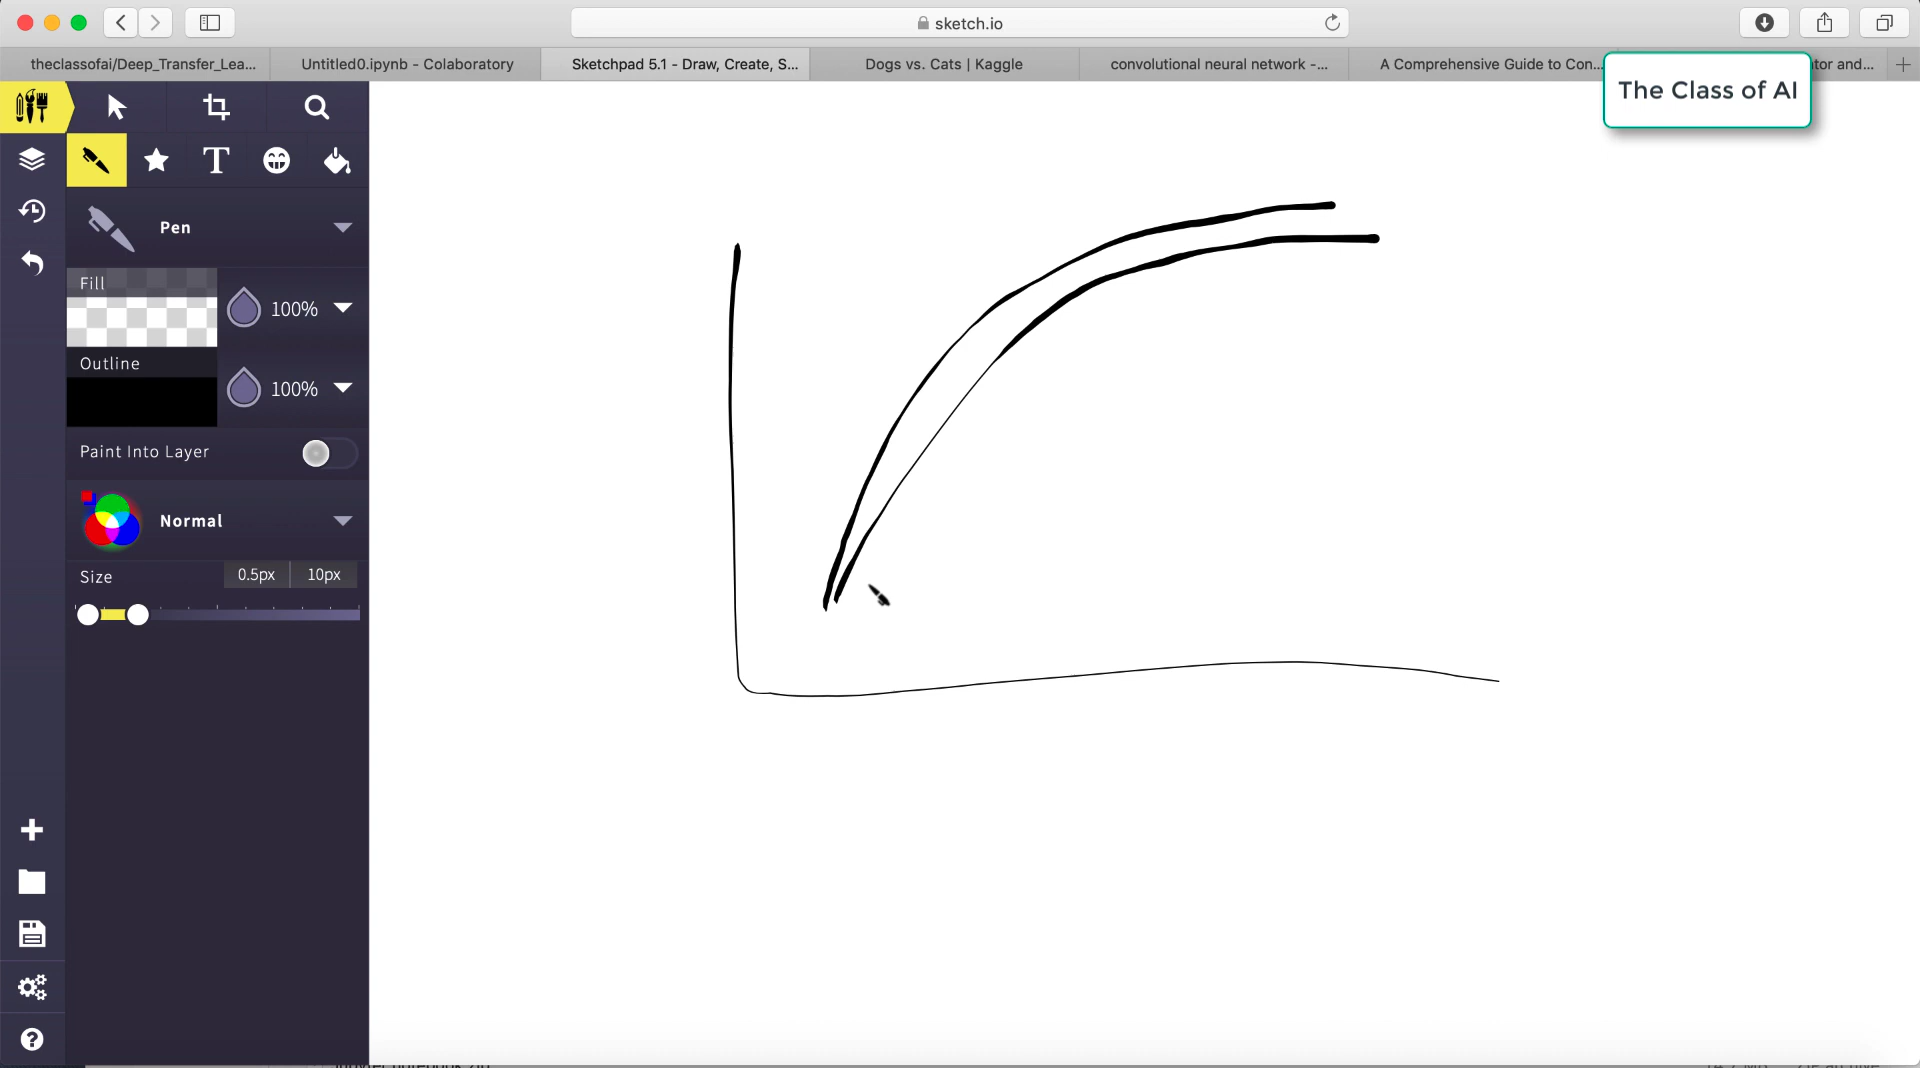 sketch.io
theclassofai/Deep_Transfer_Lea...
Untitled0.ipynb - Colaboratory
Sketchpad 5.1 - Draw, Create, S...
Dogs vs. Cats | Kaggle
convolutional neural network -...
A Comprehensive Guide to Con...
tor and...
The Class of AI
T
Pen
Fill
100%
Outline
100%
Paint Into Layer
Normal
Size
0.5px
10px